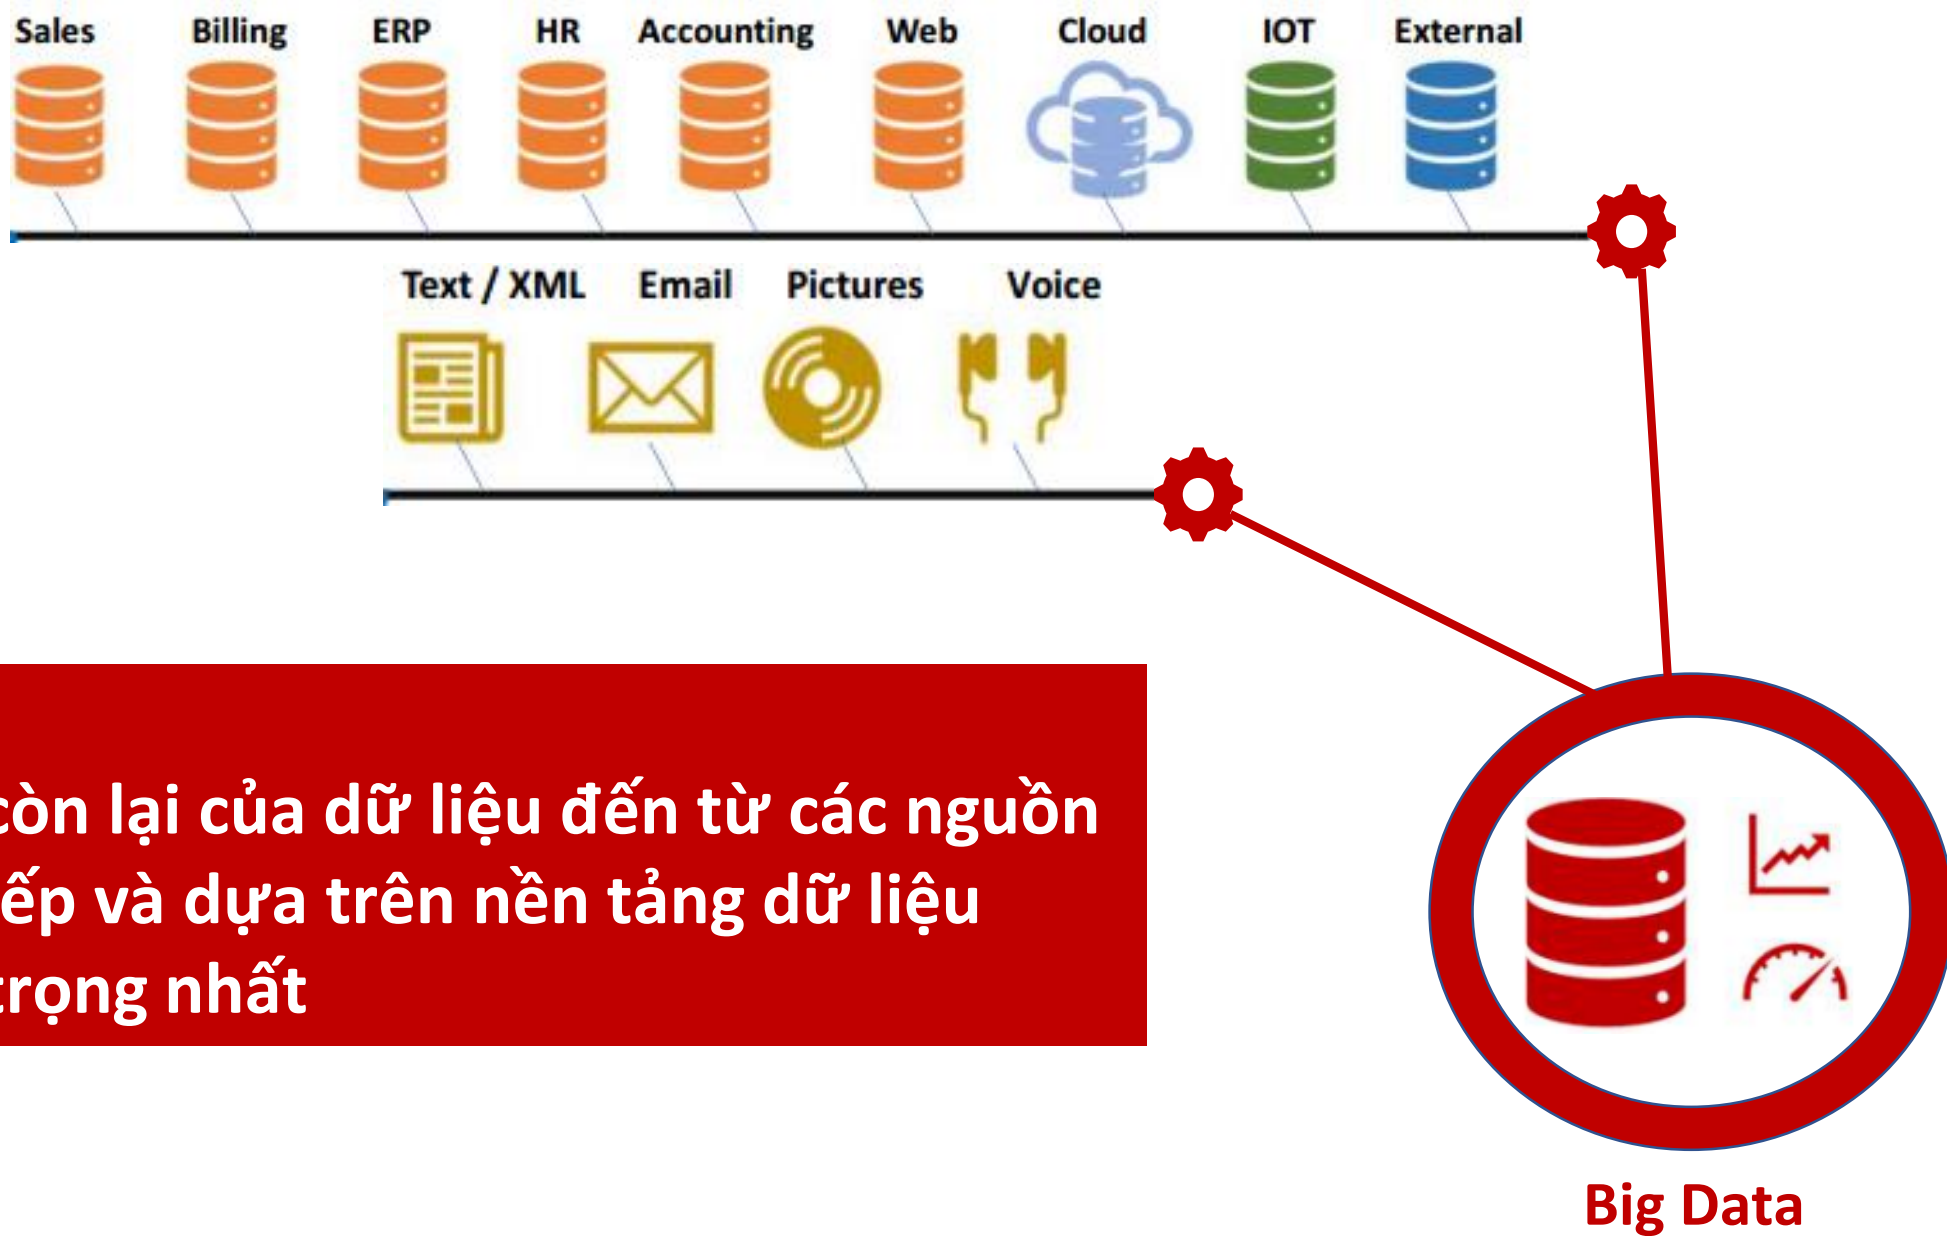 Sales Billing ERP HR Accounting Web Cloud IOT External
Text / XML Email Pictures Voice
còn lại của dữ liệu đến từ các nguồn
ếp và dựa trên nền tảng dữ liệu
trọng nhất
Big Data